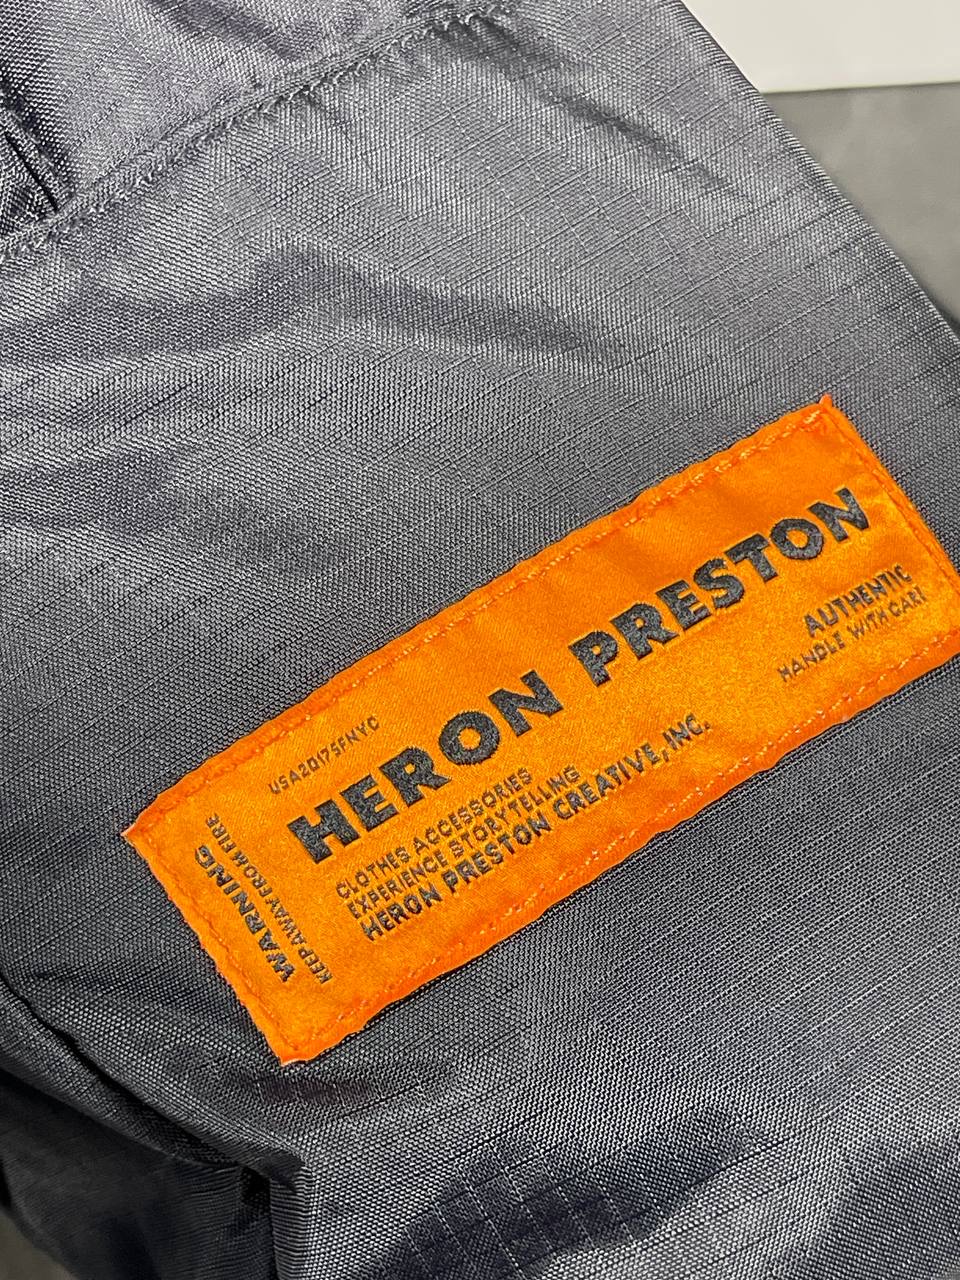 USA2017SFNYC
HERON PRESTON
CLOTHES ACCESSORIES
EXPERIENCE STORYTELLING
HERON PRESTON CREATIVE, INC.
AUTHENTIC
HANDLE WITH CARE
WARNING
KEEP AWAY FROM FIRE